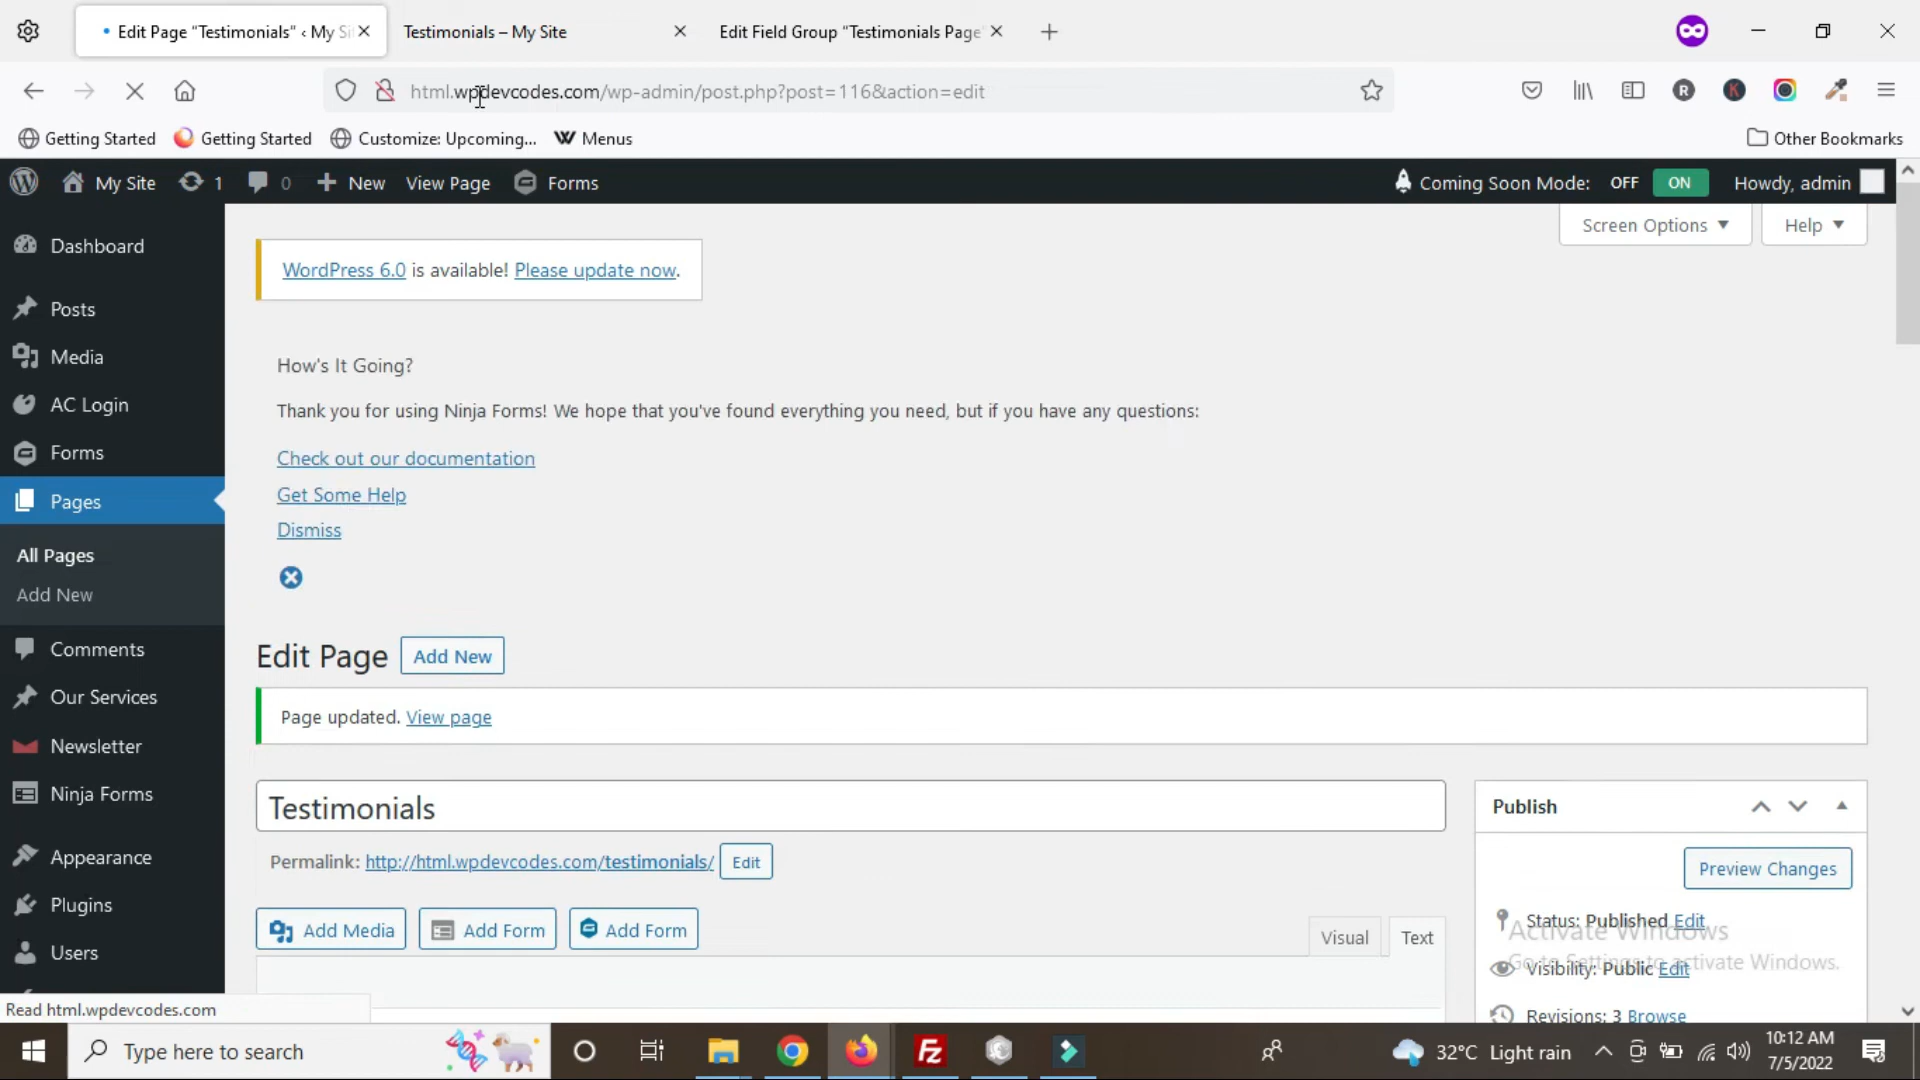 Edit Page “Testimonials” ‹ My Si
Testimonials – My Site
Edit Field Group “Testimonials Page
html.wpdevcodes.com/wp-admin/post.php?post=116&action=edit
Getting Started
Getting Started
Customize: Upcoming...
Menus
Other Bookmarks
My Site
1
0
New
View Page
Forms
Coming Soon Mode:
OFF
ON
Howdy, admin
Screen Options
Help
Dashboard
Posts
Media
AC Login
Forms
Pages
All Pages
Add New
Comments
Our Services
Newsletter
Ninja Forms
Appearance
Plugins
Users
WordPress 6.0 is available! Please update now.
How's It Going?
Thank you for using Ninja Forms! We hope that you've found everything you need, but if you have any questions:
Check out our documentation
Get Some Help
Dismiss
Edit Page
Add New
Page updated. View page
Testimonials
Permalink: http://html.wpdevcodes.com/testimonials/
Edit
Add Media
Add Form
Add Form
Visual
Text
Publish
Preview Changes
Status: Published Edit
Visibility: Public Edit
Revisions: 3 Browse
Activate Windows
Go to Settings to activate Windows.
Read html.wpdevcodes.com
Type here to search
32°C Light rain
10:12 AM
7/5/2022